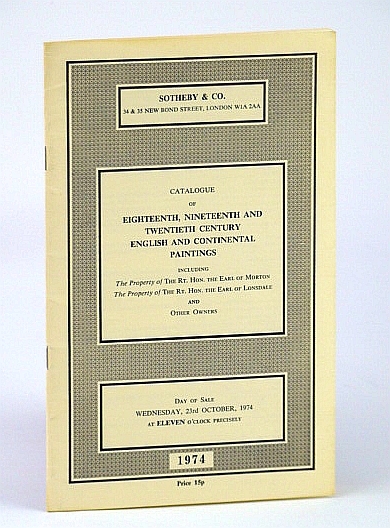 SOTHEBY & CO.
34 & 35 NEW BOND STREET, LONDON W1A 2AA
CATALOGUE
OF
EIGHTEENTH, NINETEENTH AND
TWENTIETH CENTURY
ENGLISH AND CONTINENTAL
PAINTINGS
INCLUDING
The Property of THE RT. HON. THE EARL OF MORTON
The Property of THE RT. HON. THE EARL OF LONSDALE
AND
OTHER OWNERS
DAY OF SALE
WEDNESDAY, 23RD OCTOBER, 1974
AT ELEVEN O'CLOCK PRECISELY
1974
Price 15p